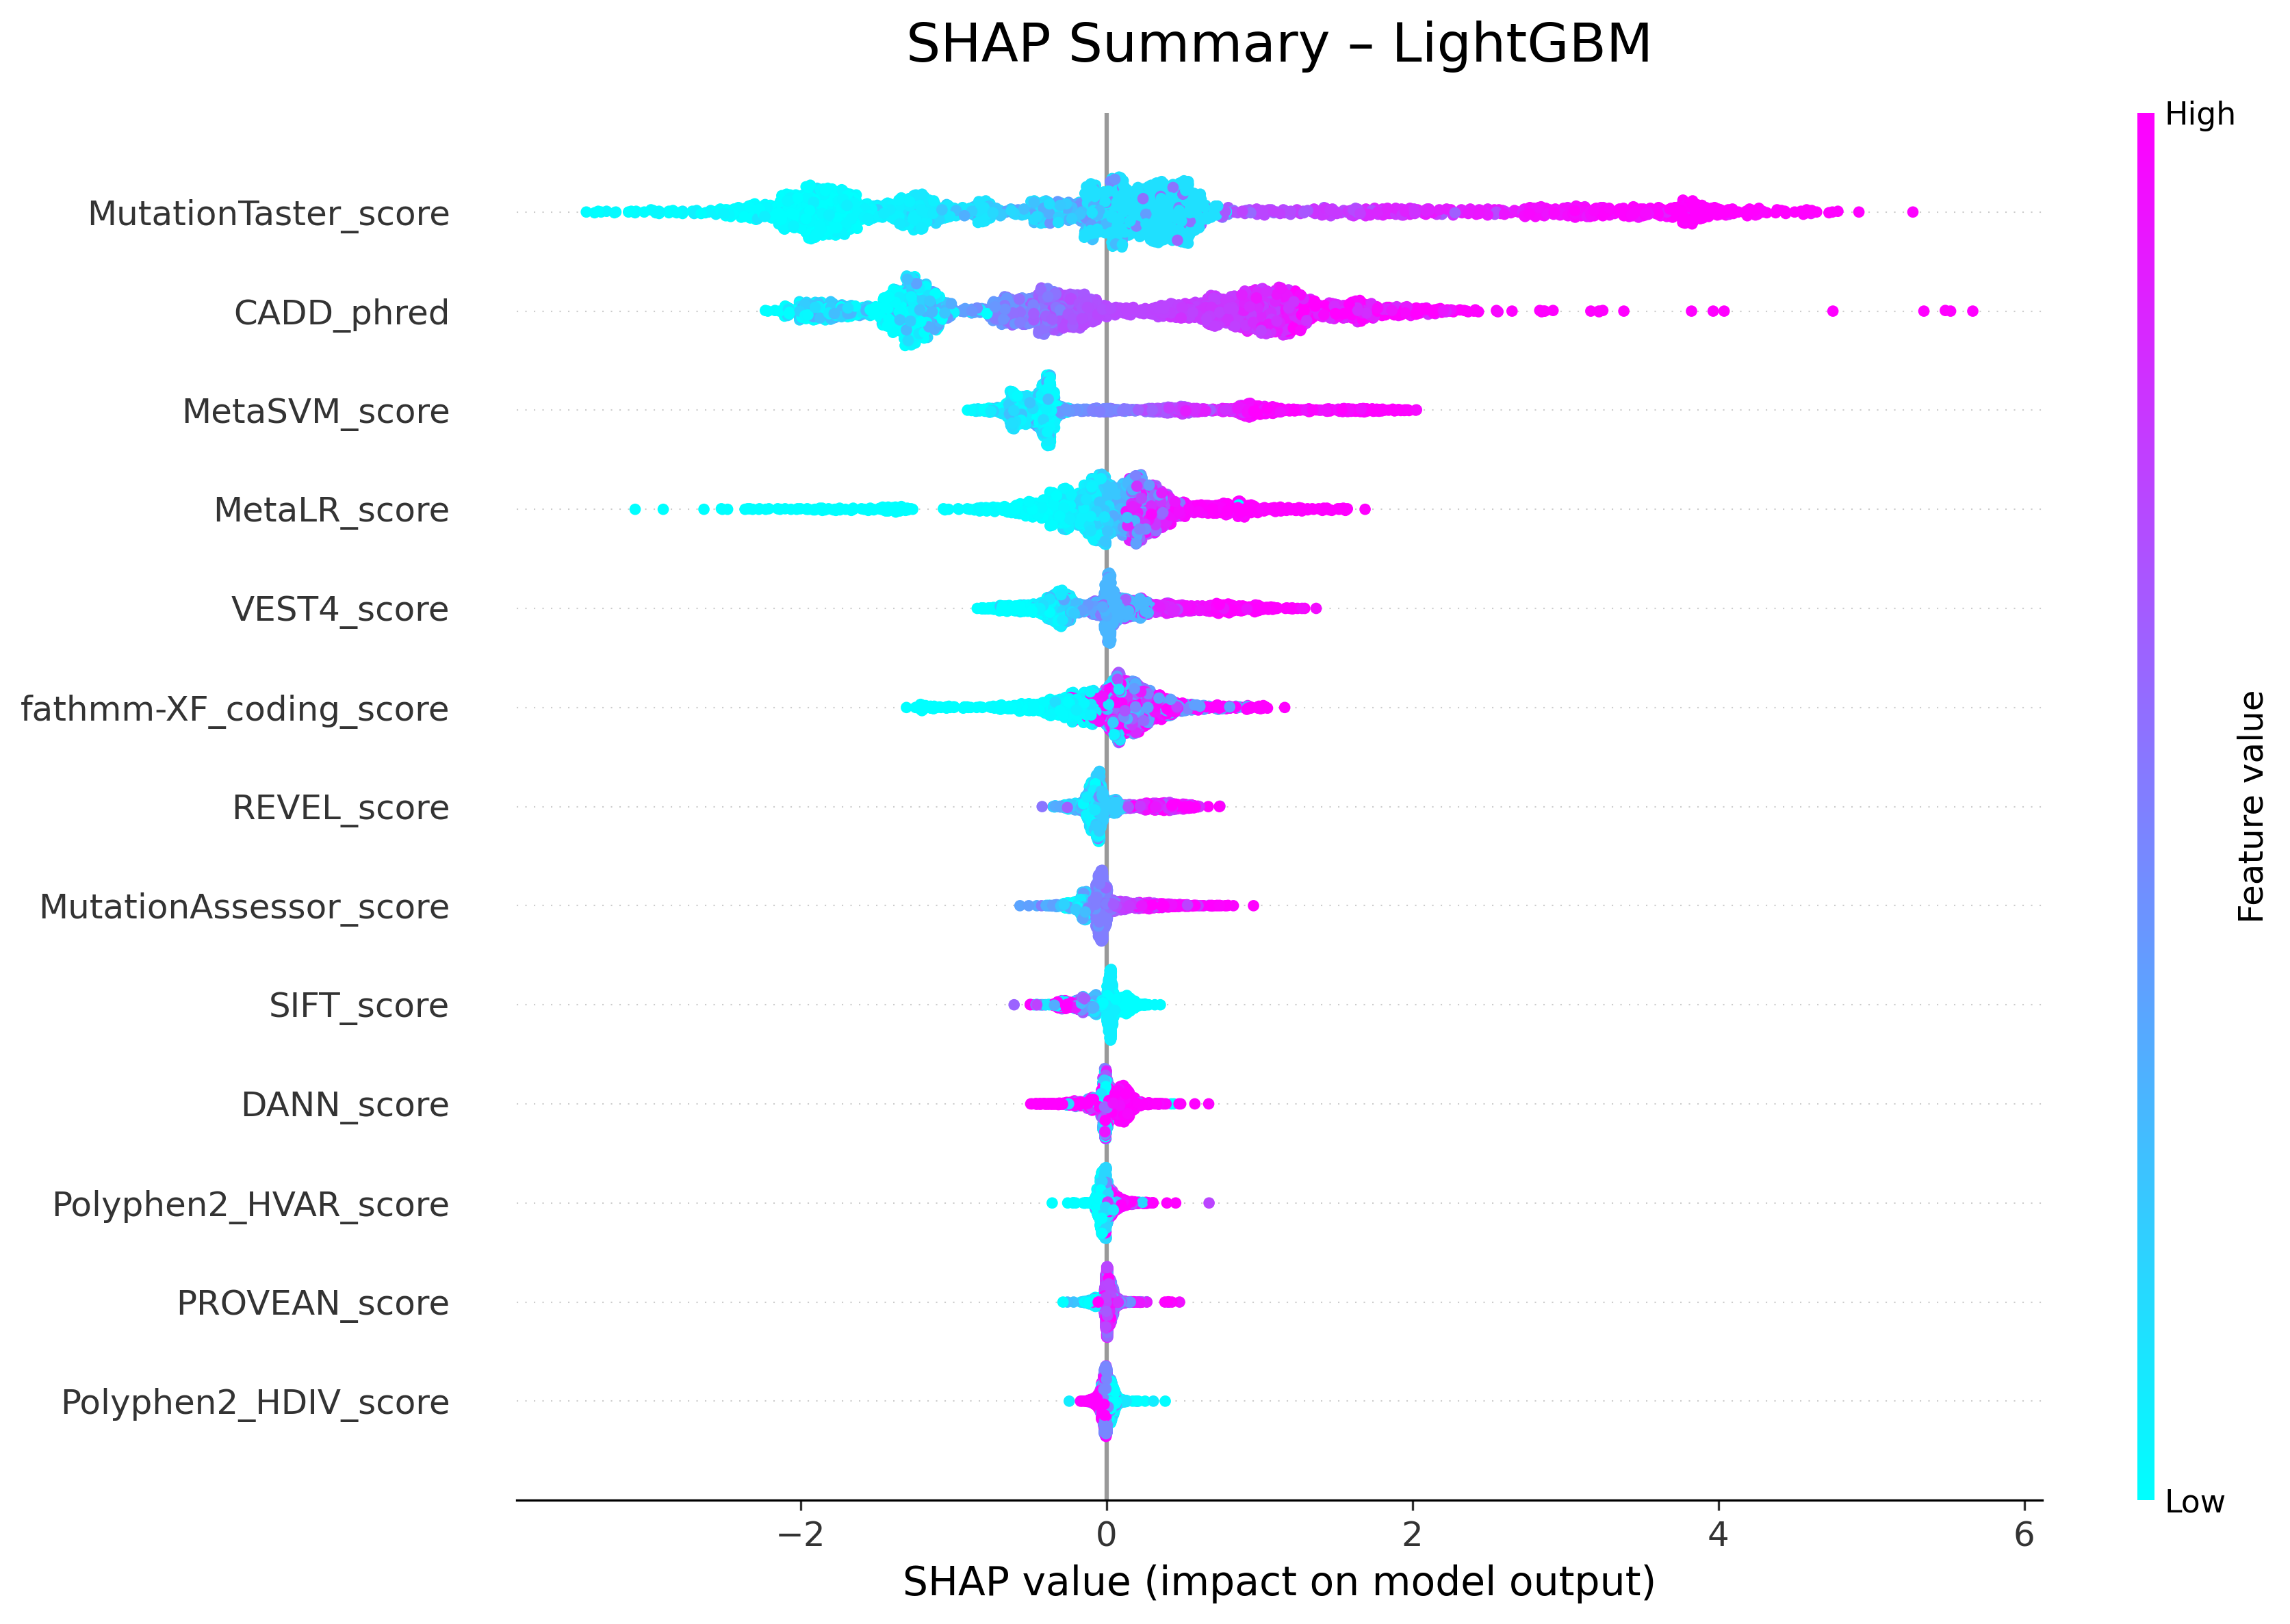 SHAP Summary – LightGBM
High
MutationTaster_score
CADD_phred
MetaSVM_score
MetaLR_score
VEST4_score
fathmm-XF_coding_score
REVEL_score
MutationAssessor_score
SIFT_score
DANN_score
Polyphen2_HVAR_score
PROVEAN_score
Polyphen2_HDIV_score
Feature value
Low
−2 0 2 4 6
SHAP value (impact on model output)